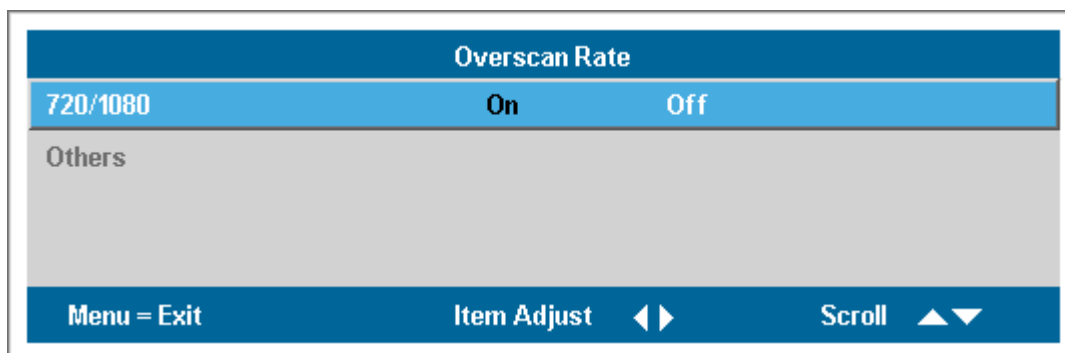 Overscan Rate
720/1080 On Off
Others
Menu = Exit Item Adjust Scroll